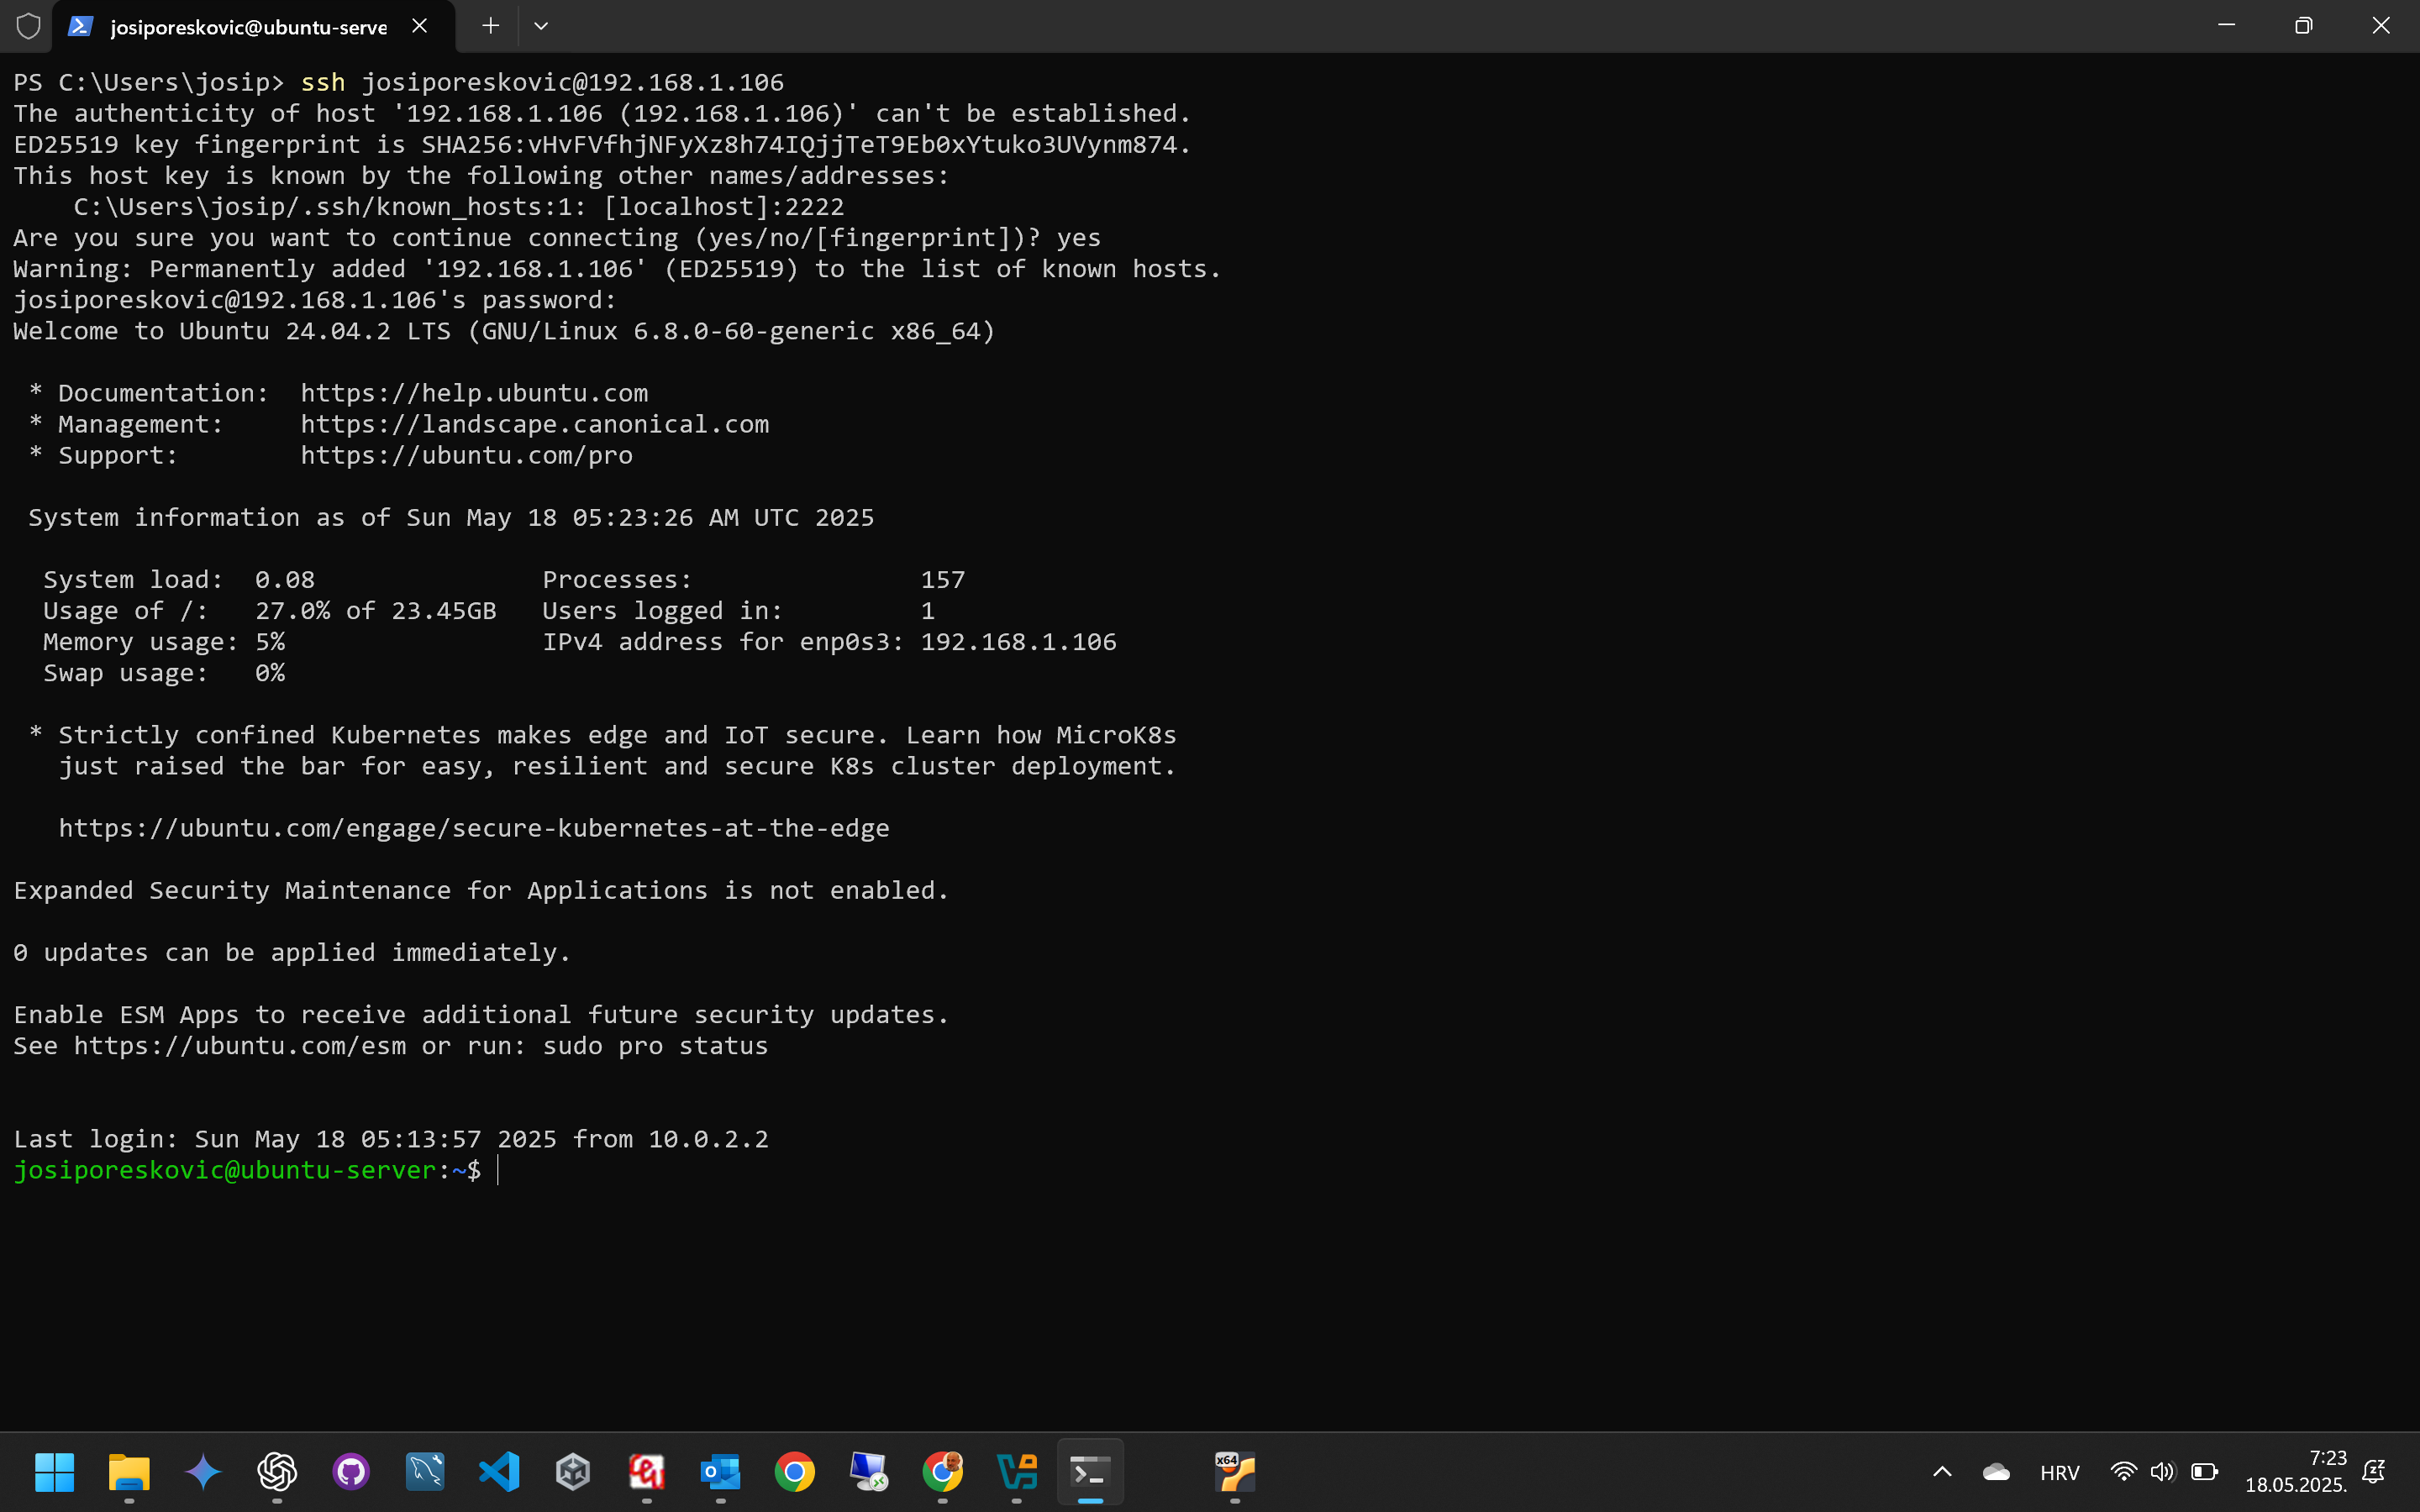 josiporeskovic@ubuntu-serve
PS C:\Users\josip> ssh josiporeskovic@192.168.1.106
The authenticity of host '192.168.1.106 (192.168.1.106)' can't be established.
ED25519 key fingerprint is SHA256:vHvFVfhjNFyXz8h74IQjjTeT9Eb0xYtuko3UVynm874.
This host key is known by the following other names/addresses:
    C:\Users\josip/.ssh/known_hosts:1: [localhost]:2222
Are you sure you want to continue connecting (yes/no/[fingerprint])? yes
Warning: Permanently added '192.168.1.106' (ED25519) to the list of known hosts.
josiporeskovic@192.168.1.106's password:
Welcome to Ubuntu 24.04.2 LTS (GNU/Linux 6.8.0-60-generic x86_64)
 * Documentation:  https://help.ubuntu.com
 * Management:     https://landscape.canonical.com
 * Support:        https://ubuntu.com/pro
 System information as of Sun May 18 05:23:26 AM UTC 2025
  System load:  0.08               Processes:               157
  Usage of /:   27.0% of 23.45GB   Users logged in:         1
  Memory usage: 5%                 IPv4 address for enp0s3: 192.168.1.106
  Swap usage:   0%
 * Strictly confined Kubernetes makes edge and IoT secure. Learn how MicroK8s
   just raised the bar for easy, resilient and secure K8s cluster deployment.
   https://ubuntu.com/engage/secure-kubernetes-at-the-edge
Expanded Security Maintenance for Applications is not enabled.
0 updates can be applied immediately.
Enable ESM Apps to receive additional future security updates.
See https://ubuntu.com/esm or run: sudo pro status
Last login: Sun May 18 05:13:57 2025 from 10.0.2.2
josiporeskovic@ubuntu-server:~$
x64
HRV
7:23
18.05.2025.